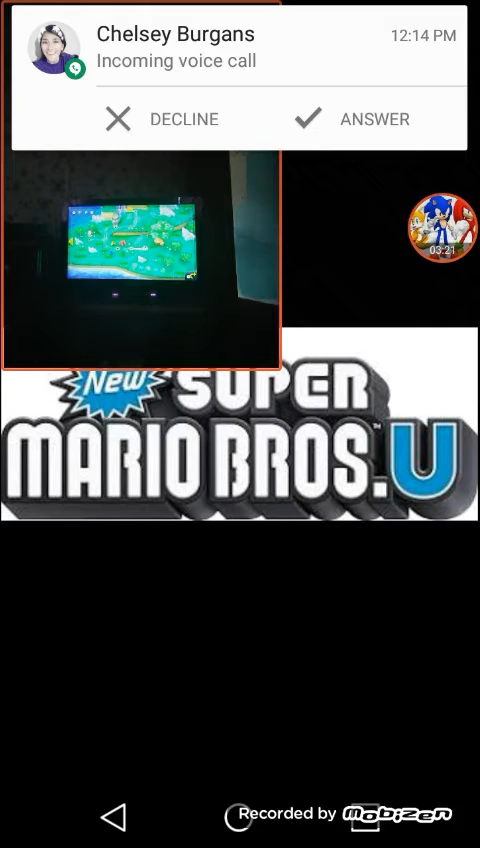 Chelsey Burgans
12:14 PM
Incoming voice call
DECLINE
ANSWER
03:21
New SUPER
MARIO BROS.U
TM
Recorded by Mobizen